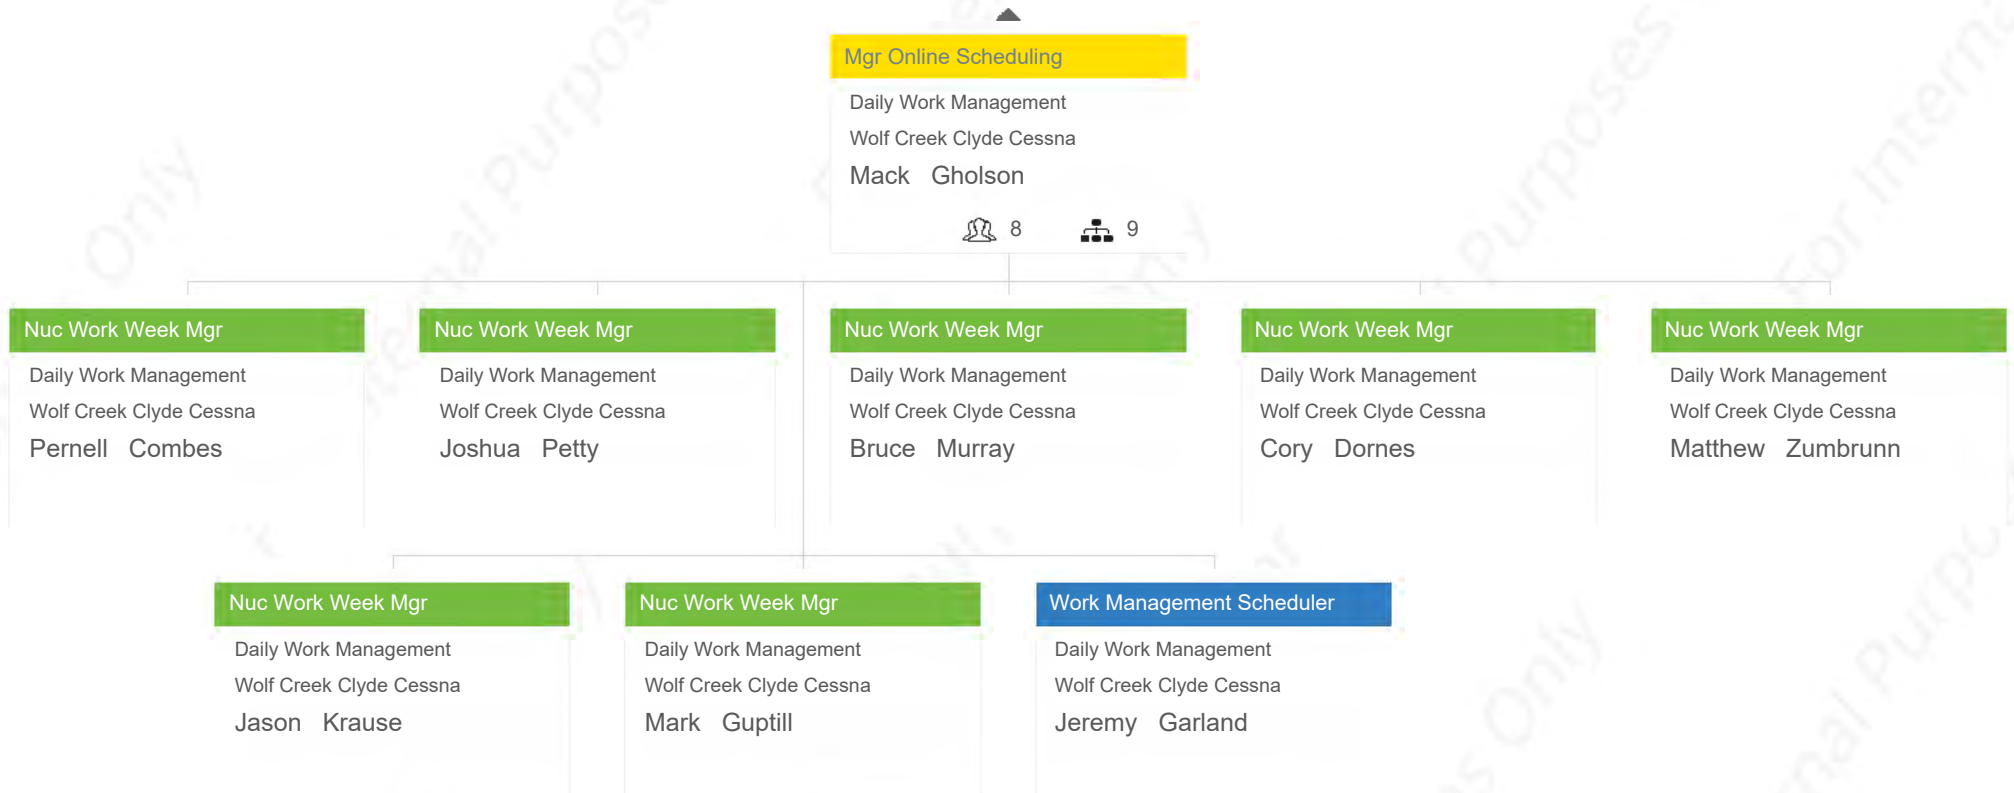 Mgr Online Scheduling
Daily Work Management
Wolf Creek Clyde Cessna
Mack Gholson
8 9
Nuc Work Week Mgr
Daily Work Management
Wolf Creek Clyde Cessna
Pernell Combes
Nuc Work Week Mgr
Daily Work Management
Wolf Creek Clyde Cessna
Joshua Petty
Nuc Work Week Mgr
Daily Work Management
Wolf Creek Clyde Cessna
Bruce Murray
Nuc Work Week Mgr
Daily Work Management
Wolf Creek Clyde Cessna
Cory Dornes
Nuc Work Week Mgr
Daily Work Management
Wolf Creek Clyde Cessna
Matthew Zumbrunn
Nuc Work Week Mgr
Daily Work Management
Wolf Creek Clyde Cessna
Jason Krause
Nuc Work Week Mgr
Daily Work Management
Wolf Creek Clyde Cessna
Mark Guptill
Work Management Scheduler
Daily Work Management
Wolf Creek Clyde Cessna
Jeremy Garland